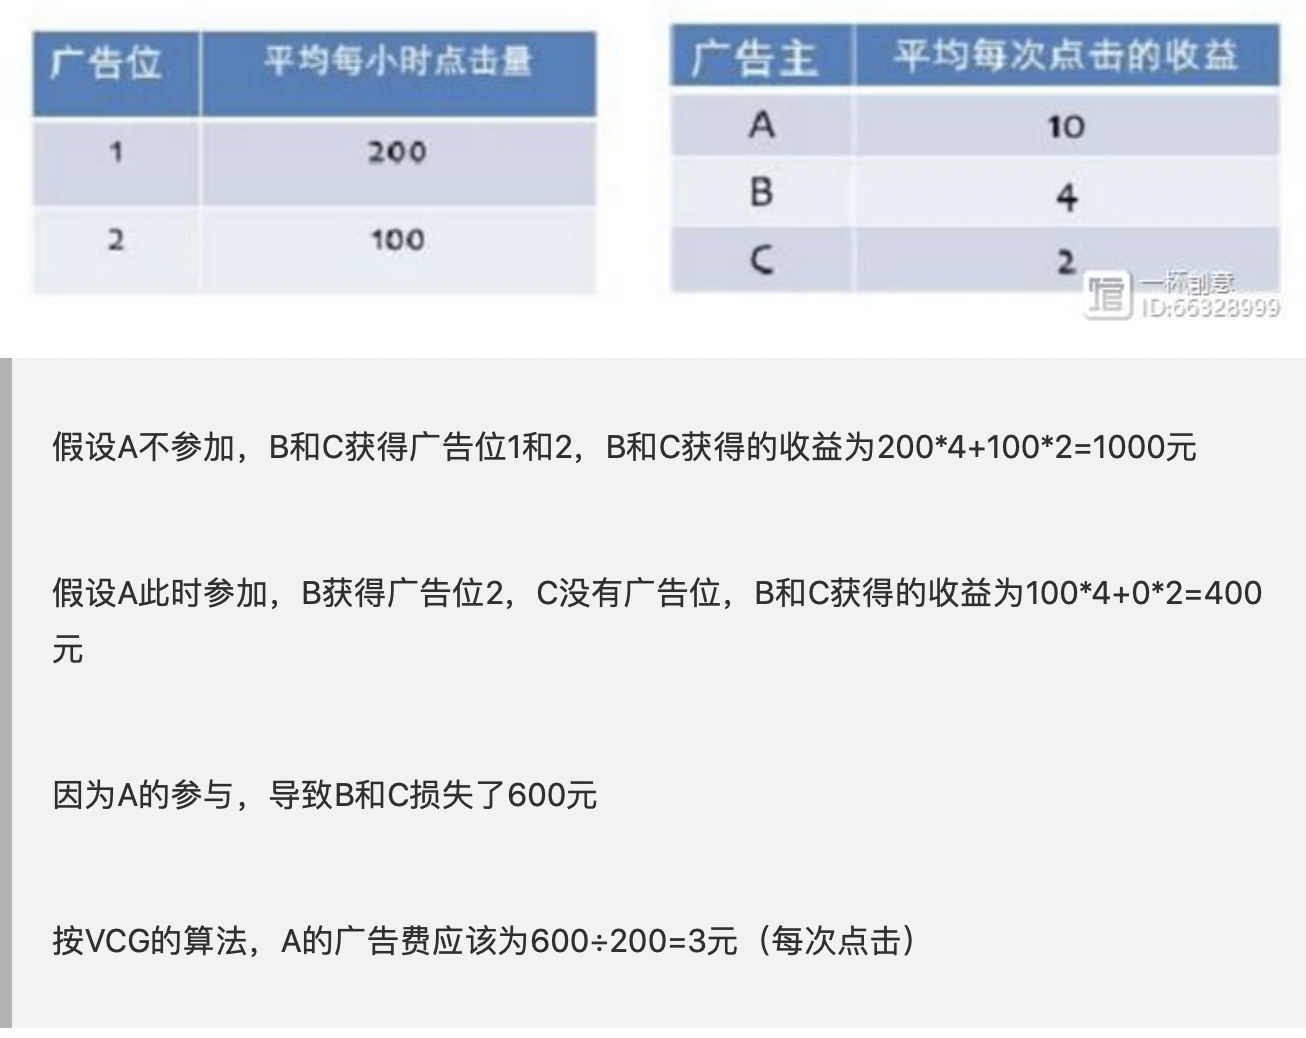 广告位 平均每小时点击量
1 200
2 100
广告主 平均每次点击的收益
A 10
B 4
C 2
一杯创意
ID:66328999
假设A不参加，B和C获得广告位1和2，B和C获得的收益为200*4+100*2=1000元
假设A此时参加，B获得广告位2，C没有广告位，B和C获得的收益为100*4+0*2=400
元
因为A的参与，导致B和C损失了600元
按VCG的算法，A的广告费应该为600÷200=3元（每次点击）